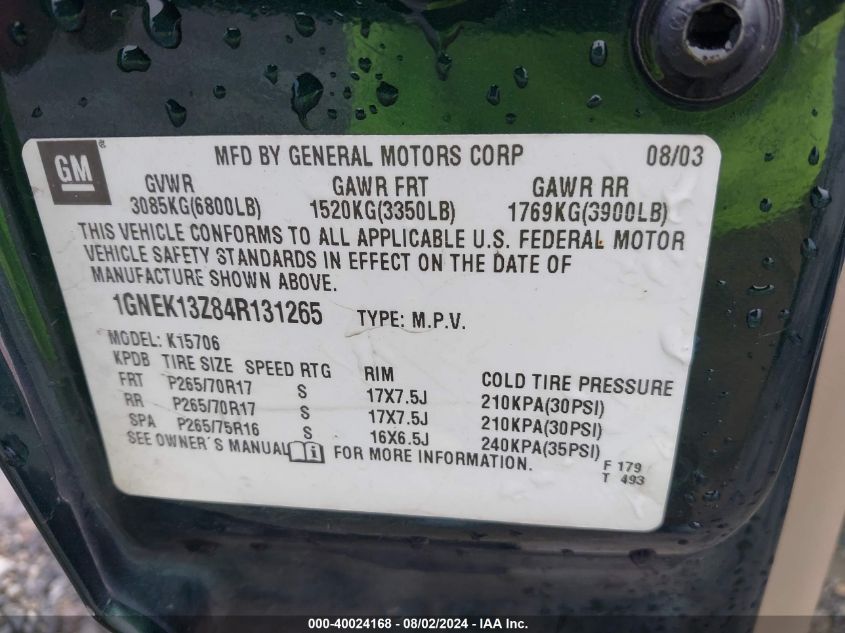 GM
MFD BY GENERAL MOTORS CORP 08/03
GVWR GAWR FRT GAWR RR
3085KG(6800LB) 1520KG(3350LB) 1769KG(3900LB)
THIS VEHICLE CONFORMS TO ALL APPLICABLE U.S. FEDERAL MOTOR
VEHICLE SAFETY STANDARDS IN EFFECT ON THE DATE OF
MANUFACTURE SHOWN ABOVE.
1GNEK13Z84R131265 TYPE: M.P.V.
MODEL: K15706
KPDB TIRE SIZE SPEED RTG RIM COLD TIRE PRESSURE
FRT P265/70R17 S 17X7.5J 210KPA(30PSI)
RR P265/70R17 S 17X7.5J 210KPA(30PSI)
SPA P265/75R16 S 16X6.5J 240KPA(35PSI)
SEE OWNER'S MANUAL i FOR MORE INFORMATION.
F 179
T 493
000-40024168 - 08/02/2024 - IAA Inc.